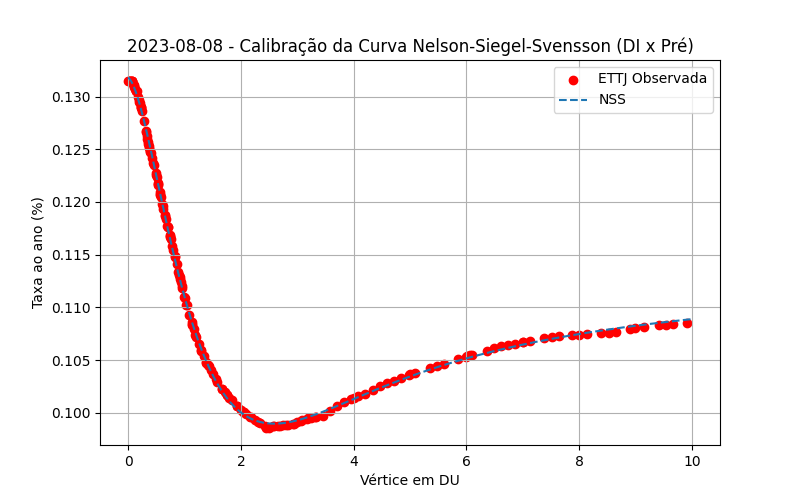 2023-08-08 - Calibração da Curva Nelson-Siegel-Svensson (DI x Pré)
ETTJ Observada
NSS
Taxa ao ano (%)
0.130
0.125
0.120
0.115
0.110
0.105
0.100
0 2 4 6 8 10
Vértice em DU